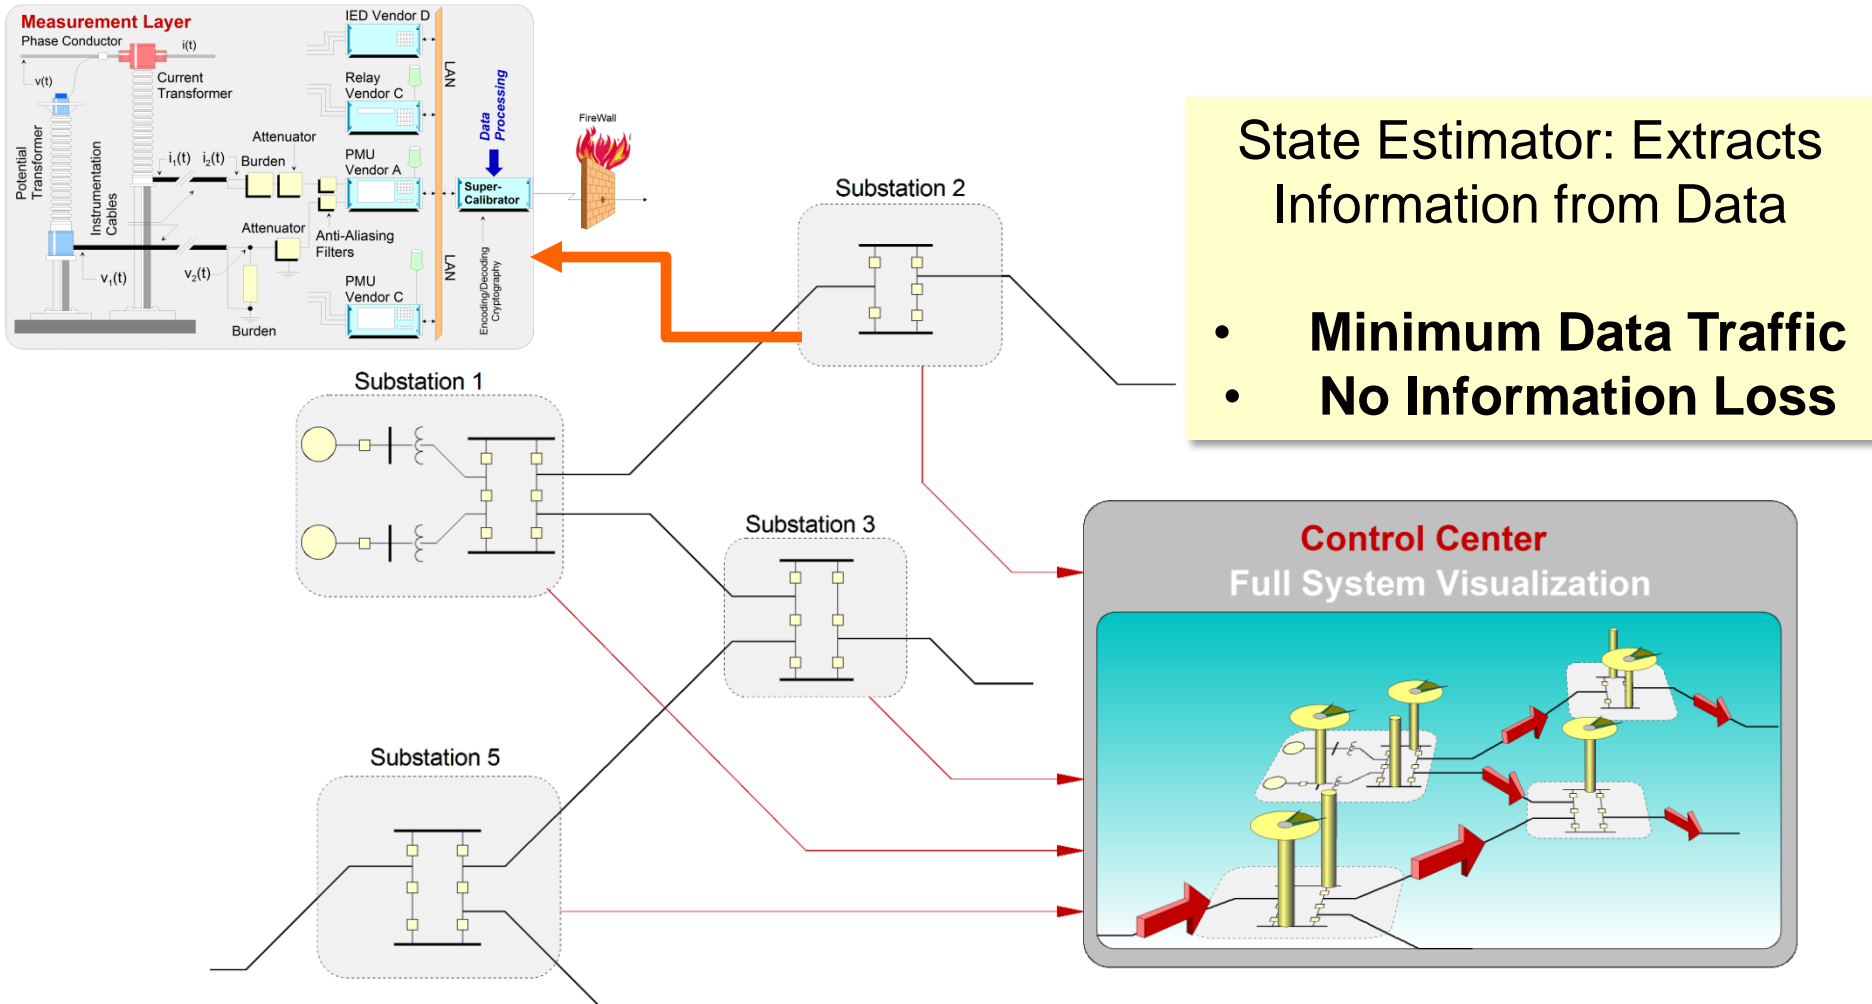 Measurement Layer
Phase Conductor
i(t)
v(t)
Current
Transformer
Potential
Transformer
Instrumentation
Cables
Attenuator
i1(t)
i2(t)
Burden
Attenuator
Anti-Aliasing
Filters
v1(t)
v2(t)
Burden
IED Vendor D
Relay
Vendor C
PMU
Vendor A
PMU
Vendor C
LAN
LAN
Data
Processing
Super-
Calibrator
Encoding/Decoding
Cryptography
FireWall
State Estimator: Extracts
Information from Data
• Minimum Data Traffic
• No Information Loss
Substation 2
Substation 1
Substation 3
Substation 5
Control Center
Full System Visualization